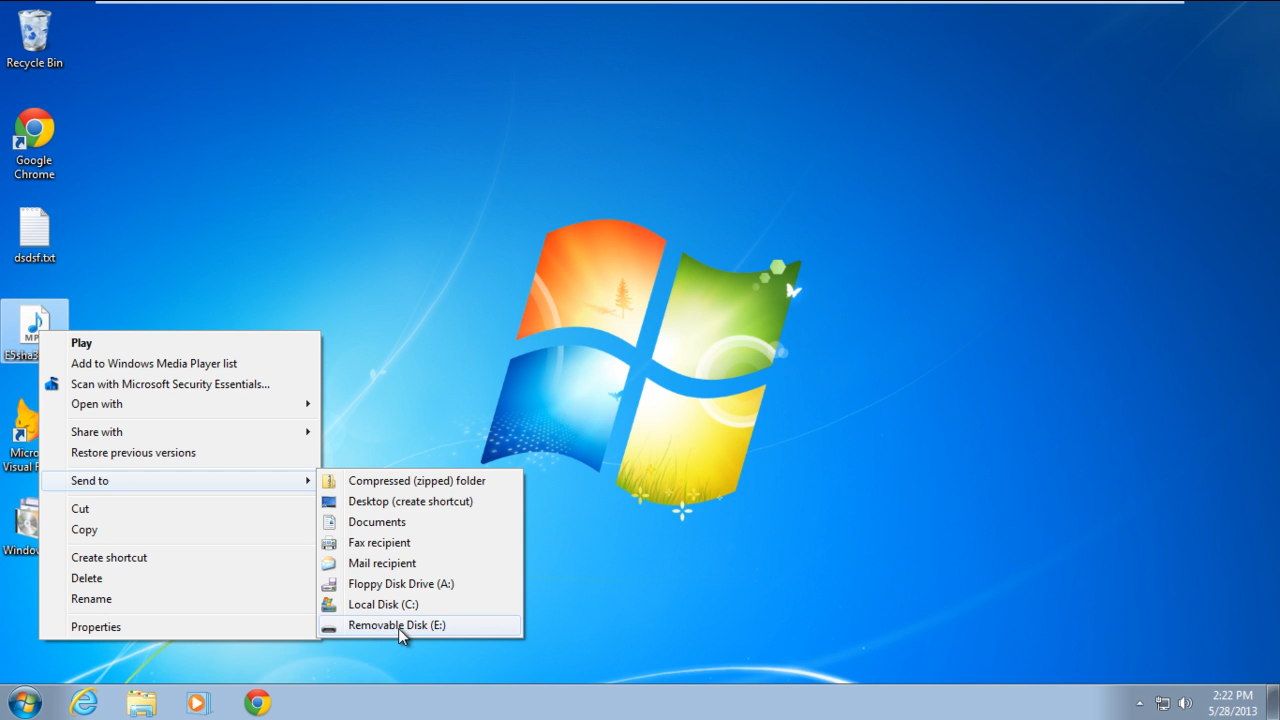 Recycle Bin
Google
Chrome
dsdsf.txt
Play
Add to Windows Media Player list
Scan with Microsoft Security Essentials...
Open with
Share with
Restore previous versions
Send to
Cut
Copy
Create shortcut
Delete
Rename
Properties
Compressed (zipped) folder
Desktop (create shortcut)
Documents
Fax recipient
Mail recipient
Floppy Disk Drive (A:)
Local Disk (C:)
Removable Disk (E:)
2:22 PM
5/28/2013